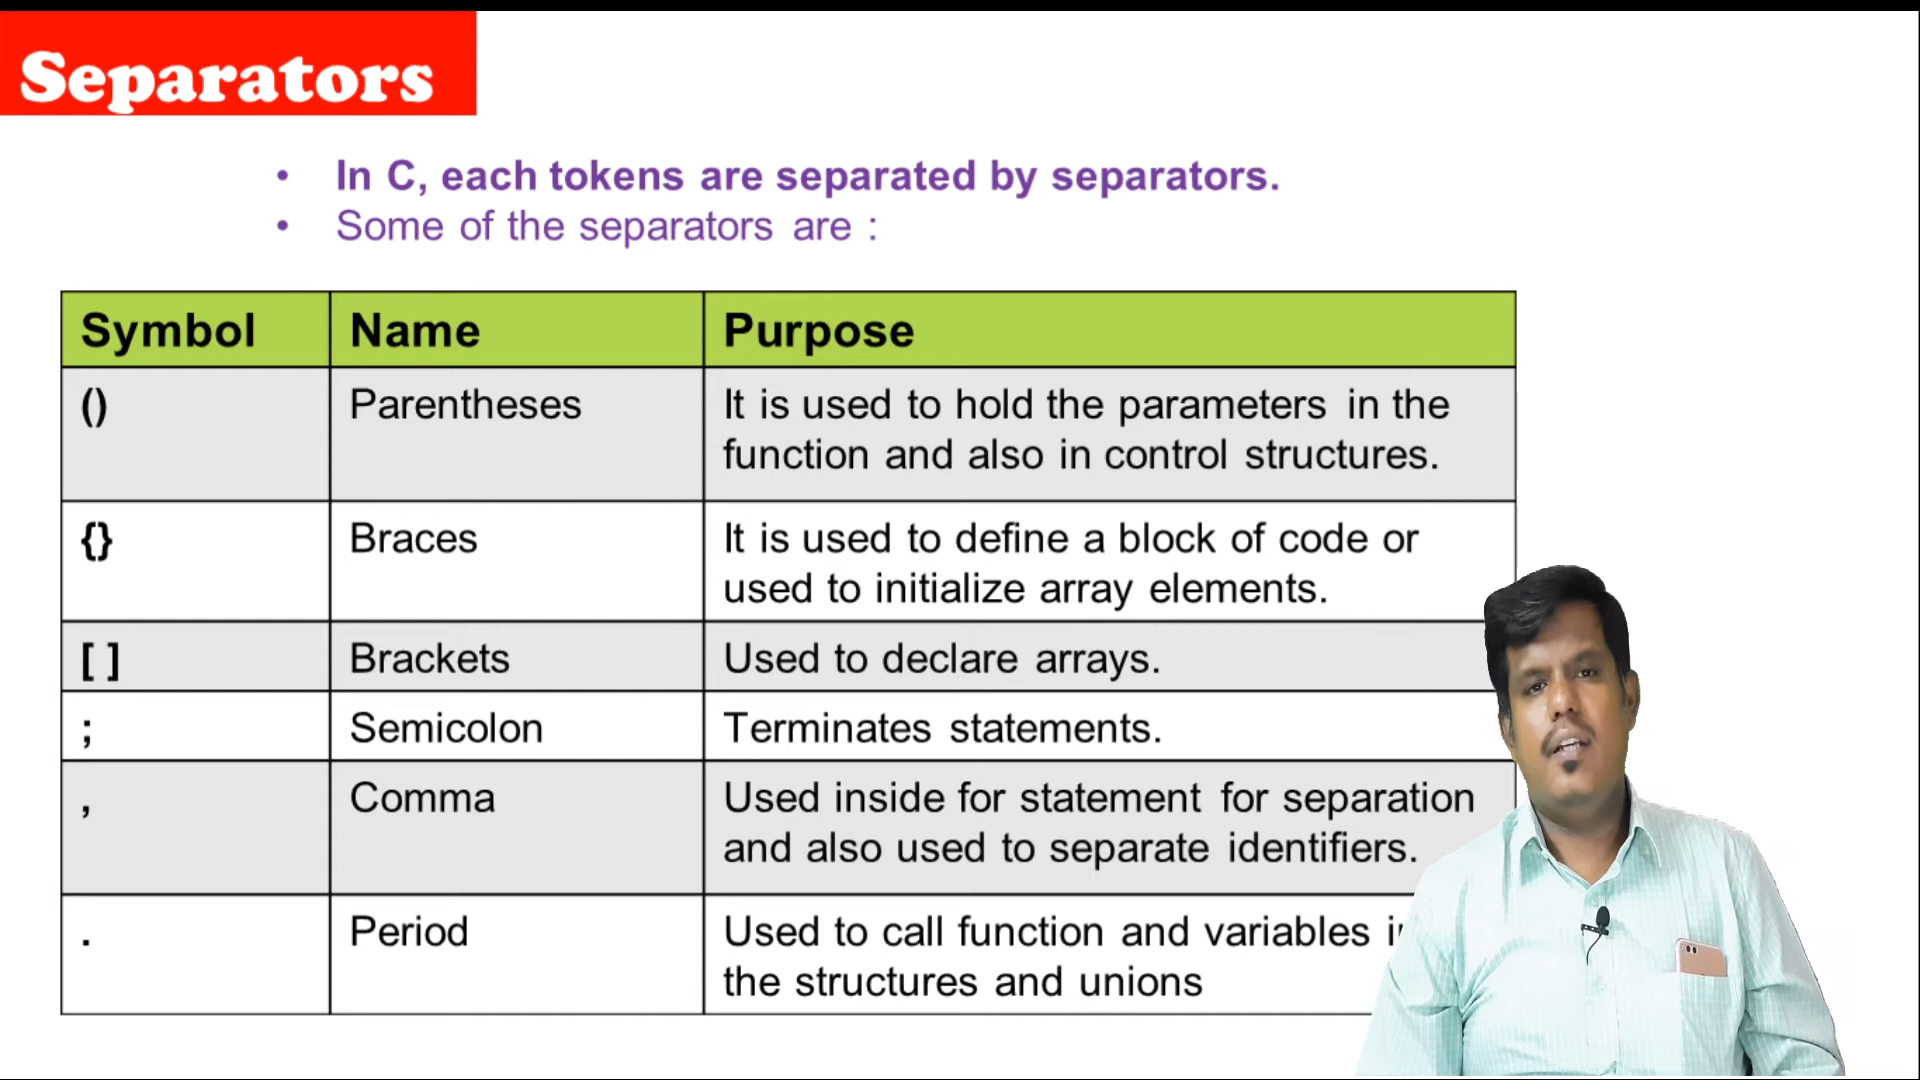 Separators
• In C, each tokens are separated by separators.
• Some of the separators are :
Symbol Name Purpose
() Parentheses It is used to hold the parameters in the
function and also in control structures.
{} Braces It is used to define a block of code or
used to initialize array elements.
[ ] Brackets Used to declare arrays.
; Semicolon Terminates statements.
, Comma Used inside for statement for separation
and also used to separate identifiers.
. Period Used to call function and variables
the structures and unions